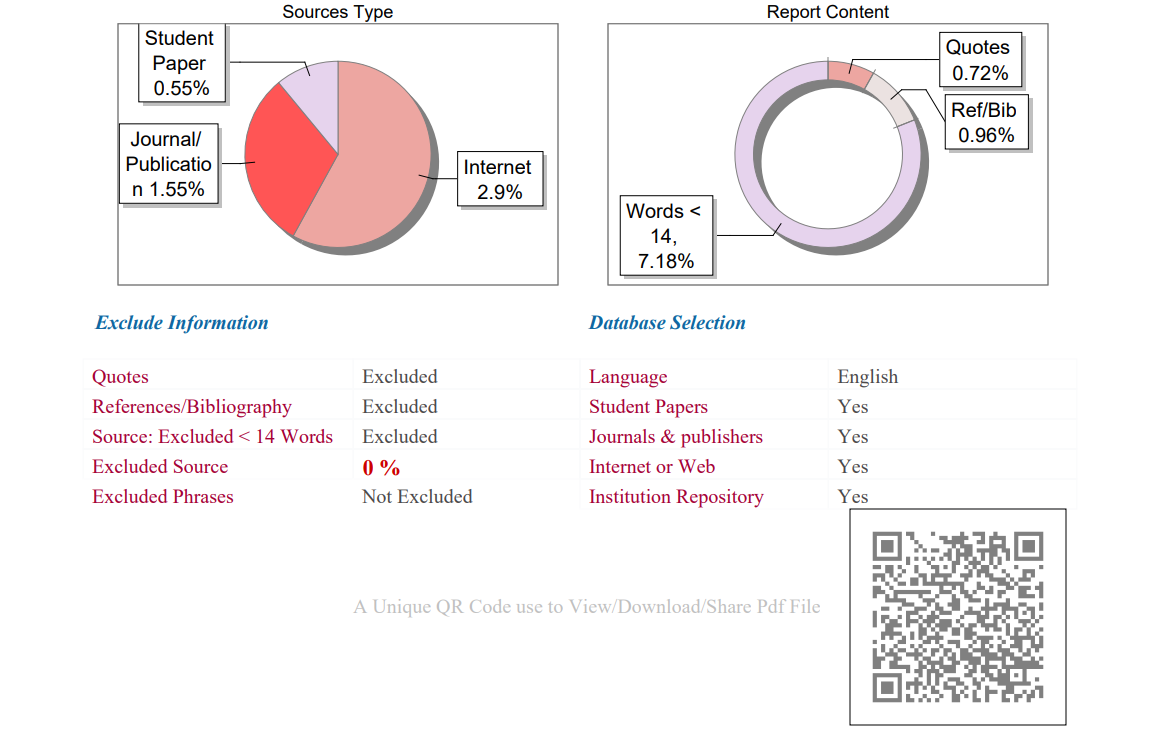 Sources Type
Student
Paper
0.55%
Journal/
Publicatio
n 1.55%
Internet
2.9%
Report Content
Quotes
0.72%
Ref/Bib
0.96%
Words <
14,
7.18%
Exclude Information
Quotes Excluded
References/Bibliography Excluded
Source: Excluded < 14 Words Excluded
Excluded Source 0 %
Excluded Phrases Not Excluded
Database Selection
Language English
Student Papers Yes
Journals & publishers Yes
Internet or Web Yes
Institution Repository Yes
A Unique QR Code use to View/Download/Share Pdf File